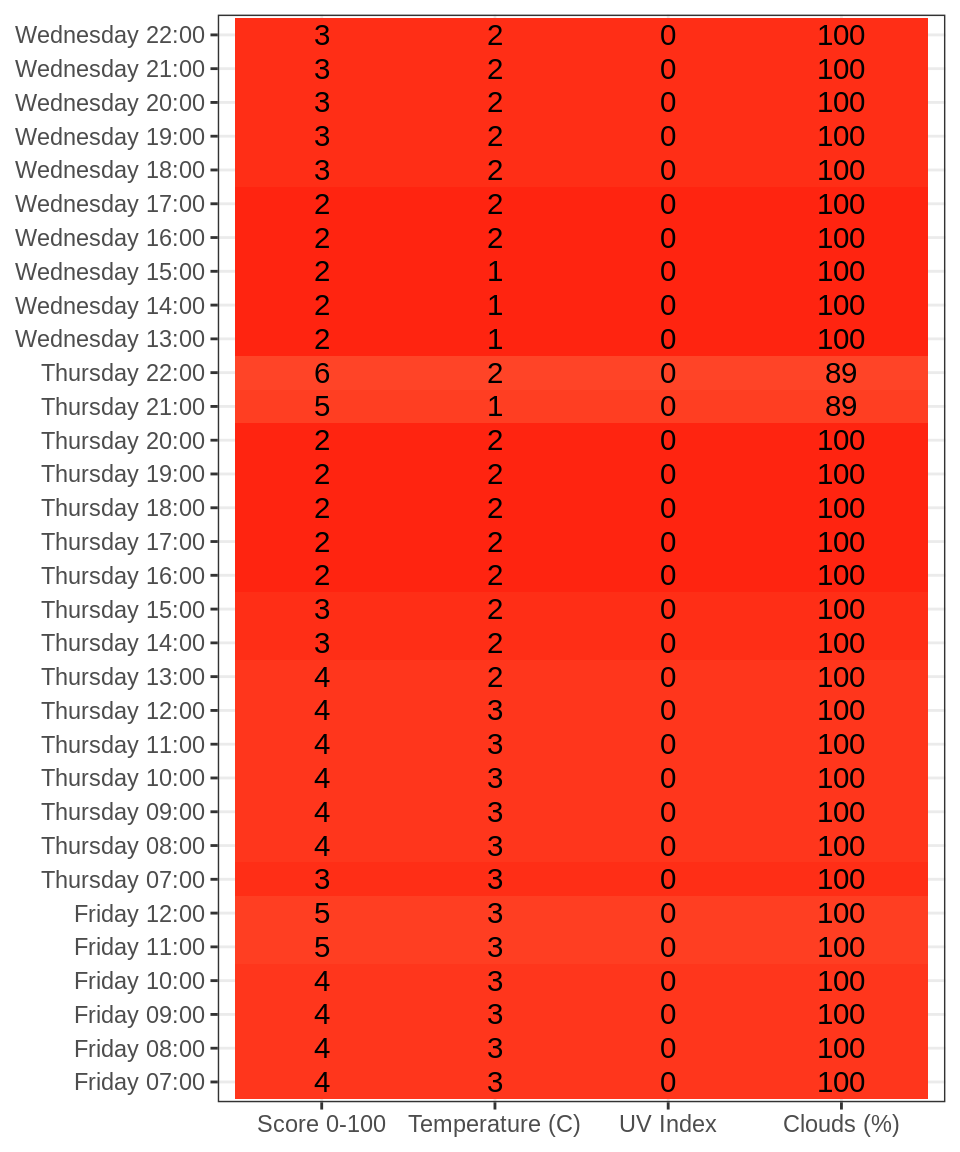 Wednesday 22:00 3 2 0 100
Wednesday 21:00 3 2 0 100
Wednesday 20:00 3 2 0 100
Wednesday 19:00 3 2 0 100
Wednesday 18:00 3 2 0 100
Wednesday 17:00 2 2 0 100
Wednesday 16:00 2 2 0 100
Wednesday 15:00 2 1 0 100
Wednesday 14:00 2 1 0 100
Wednesday 13:00 2 1 0 100
Thursday 22:00 6 2 0 89
Thursday 21:00 5 1 0 89
Thursday 20:00 2 2 0 100
Thursday 19:00 2 2 0 100
Thursday 18:00 2 2 0 100
Thursday 17:00 2 2 0 100
Thursday 16:00 2 2 0 100
Thursday 15:00 3 2 0 100
Thursday 14:00 3 2 0 100
Thursday 13:00 4 2 0 100
Thursday 12:00 4 3 0 100
Thursday 11:00 4 3 0 100
Thursday 10:00 4 3 0 100
Thursday 09:00 4 3 0 100
Thursday 08:00 4 3 0 100
Thursday 07:00 3 3 0 100
Friday 12:00 5 3 0 100
Friday 11:00 5 3 0 100
Friday 10:00 4 3 0 100
Friday 09:00 4 3 0 100
Friday 08:00 4 3 0 100
Friday 07:00 4 3 0 100
Score 0-100 Temperature (C) UV Index Clouds (%)